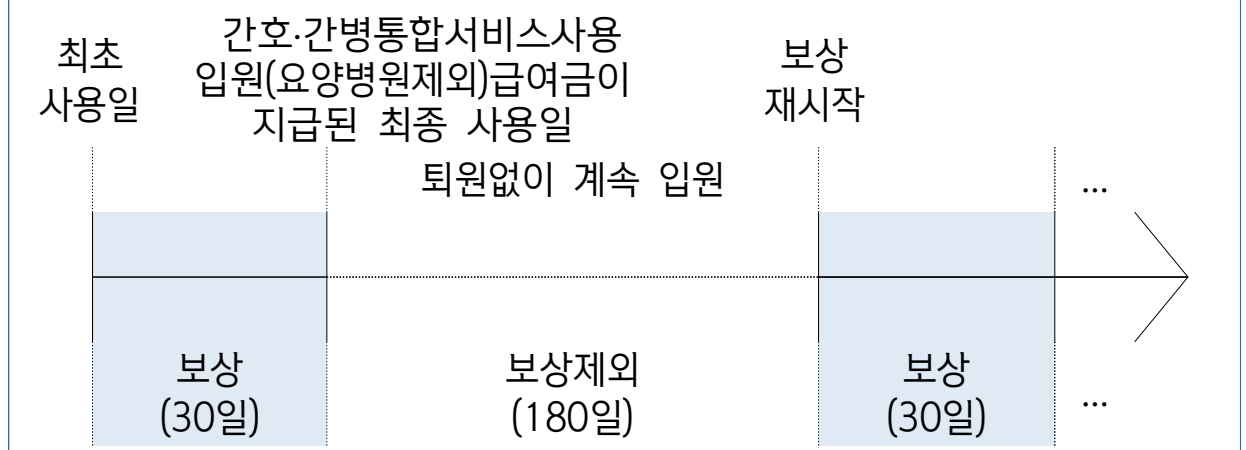 최초
사용일
간호·간병통합서비스사용
입원(요양병원제외)급여금이
지급된 최종 사용일
보상
재시작
퇴원없이 계속 입원
...
보상
(30일)
보상제외
(180일)
보상
(30일)
...